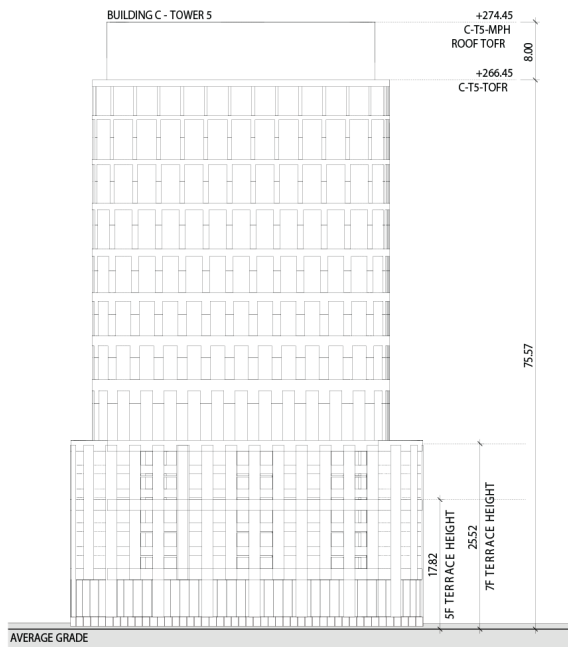 BUILDING C - TOWER 5
+274.45
C-T5-MPH
ROOF TOFR
8.00
+266.45
C-T5-TOFR
75.57
17.82
5F TERRACE HEIGHT
25.52
7F TERRACE HEIGHT
AVERAGE GRADE